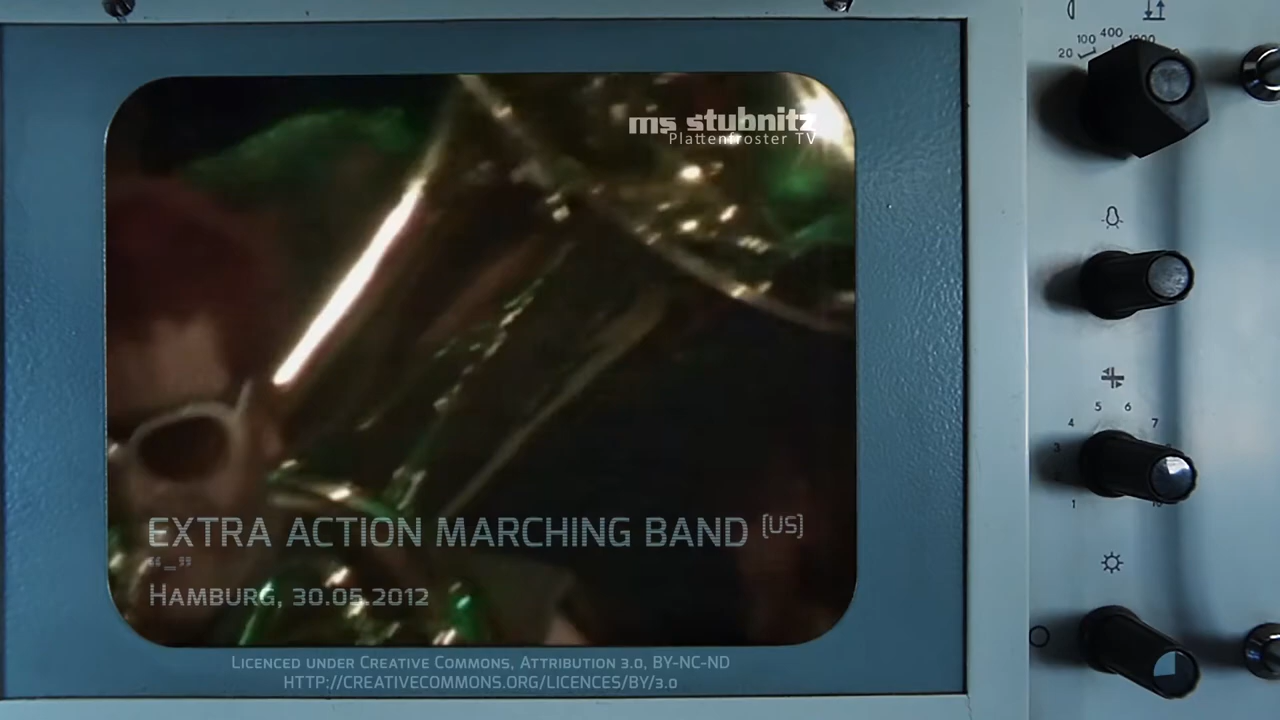 20 100 400 1000
ms stubnitz
Plattenfroster TV
5 6
4 7
3
1 10
EXTRA ACTION MARCHING BAND [US]
“_”
HAMBURG, 30.05.2012
LICENCED UNDER CREATIVE COMMONS, ATTRIBUTION 3.0, BY-NC-ND
HTTP://CREATIVECOMMONS.ORG/LICENCES/BY/3.0